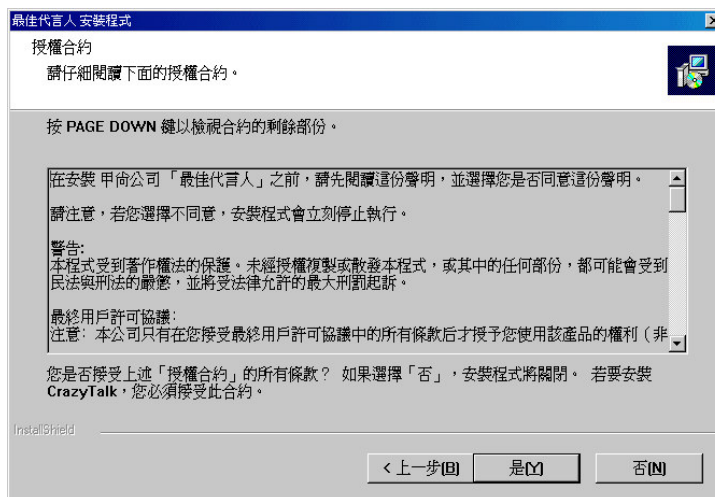 最佳代言人 安裝程式
授權合約
請仔細閱讀下面的授權合約。
按 PAGE DOWN 鍵以檢視合約的剩餘部份。
在安裝 甲尚公司 「最佳代言人」之前，請先閱讀這份聲明，並選擇您是否同意這份聲明。
請注意，若您選擇不同意，安裝程式會立刻停止執行。
警告:
本程式受到著作權法的保護。未經授權複製或散發本程式，或其中的任何部份，都可能會受到
民法與刑法的嚴懲，並將受法律允許的最大刑罰起訴。
最終用戶許可協議：
注意: 本公司只有在您接受最終用戶許可協議中的所有條款后才授予您使用該產品的權利（非
您是否接受上述「授權合約」的所有條款？ 如果選擇「否」，安裝程式將關閉。 若要安裝
CrazyTalk，您必須接受此合約。
InstallShield
< 上一步(B)
是(Y)
否(N)